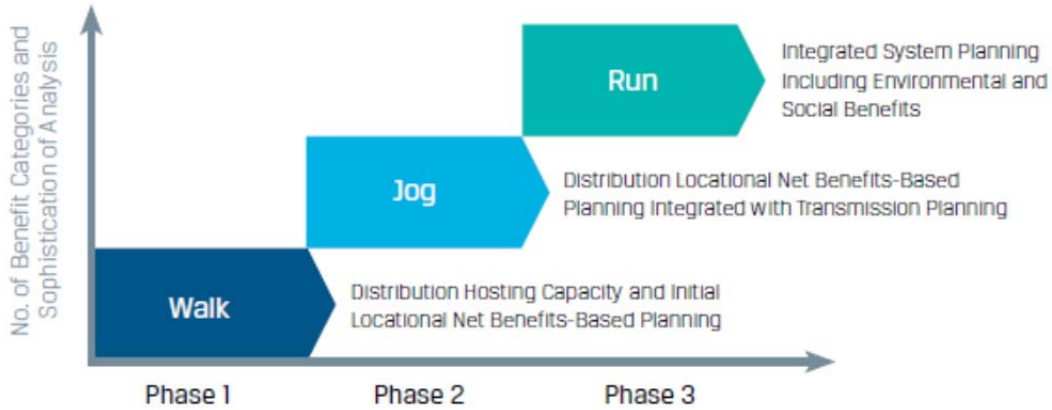 No. of Benefit Categories and
Sophistication of Analysis
Run
Integrated System Planning
Including Environmental and
Social Benefits
Jog
Distribution Locational Net Benefits-Based
Planning Integrated with Transmission Planning
Walk
Distribution Hosting Capacity and Initial
Locational Net Benefits-Based Planning
Phase 1
Phase 2
Phase 3